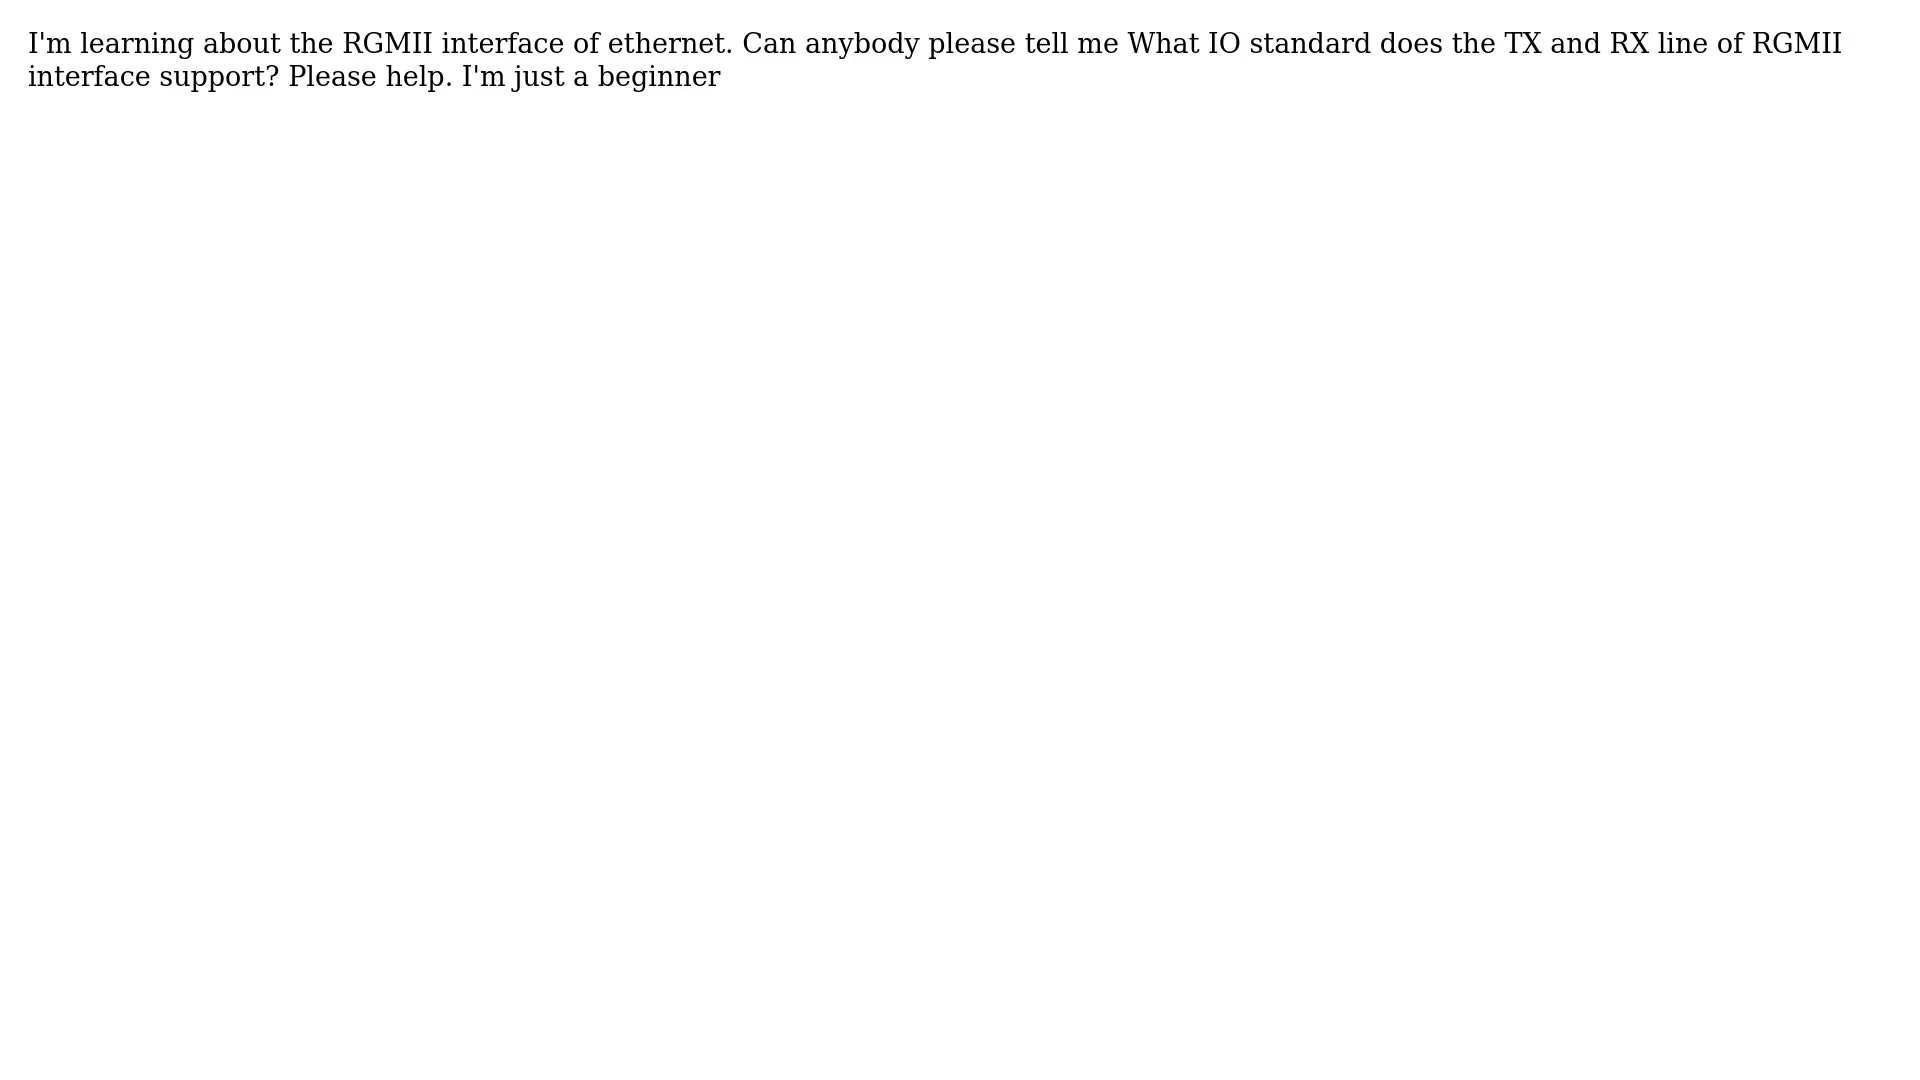 I'm learning about the RGMII interface of ethernet. Can anybody please tell me What IO standard does the TX and RX line of RGMII
interface support? Please help. I'm just a beginner